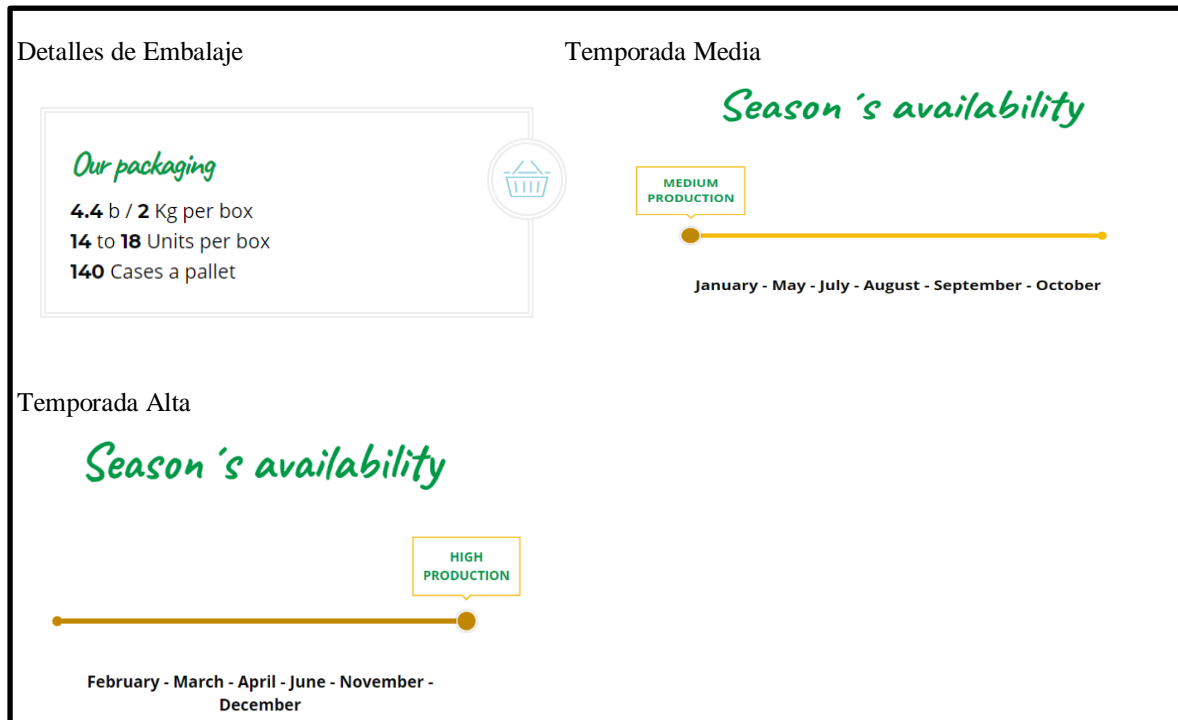 Detalles de Embalaje
Our packaging
4.4 b / 2 Kg per box
14 to 18 Units per box
140 Cases a pallet
Temporada Media
Season ´s availability
MEDIUM
PRODUCTION
January - May - July - August - September - October
Temporada Alta
Season ´s availability
HIGH
PRODUCTION
February - March - April - June - November -
December